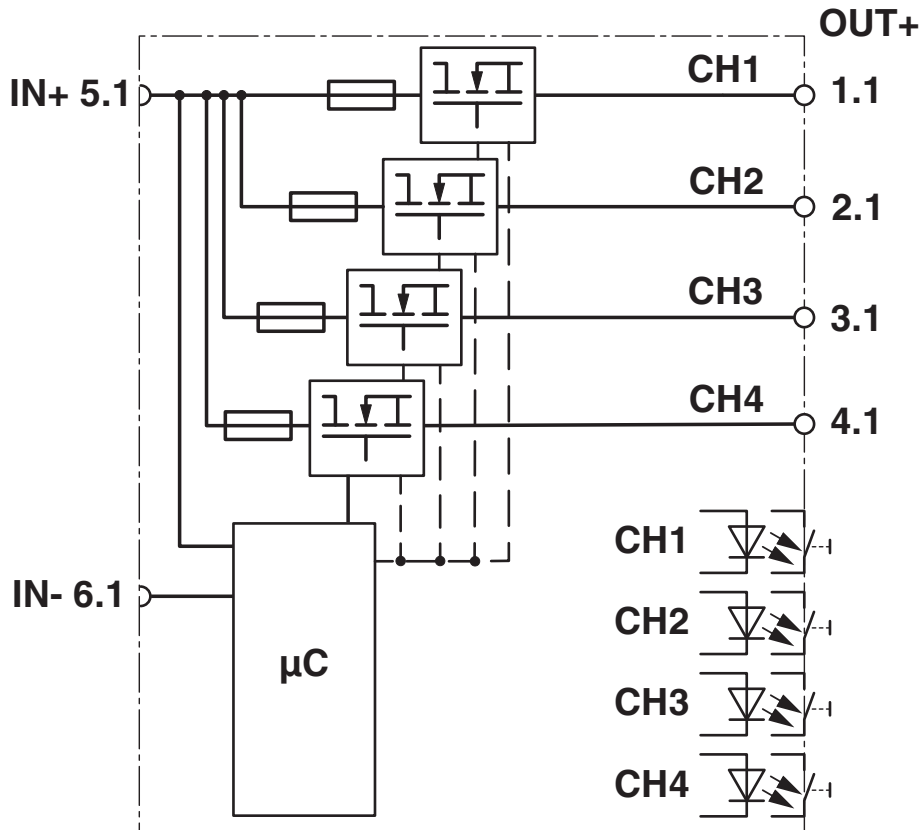 OUT+
IN+ 5.1
CH1
1.1
CH2
2.1
CH3
3.1
CH4
4.1
IN- 6.1
µC
CH1
CH2
CH3
CH4